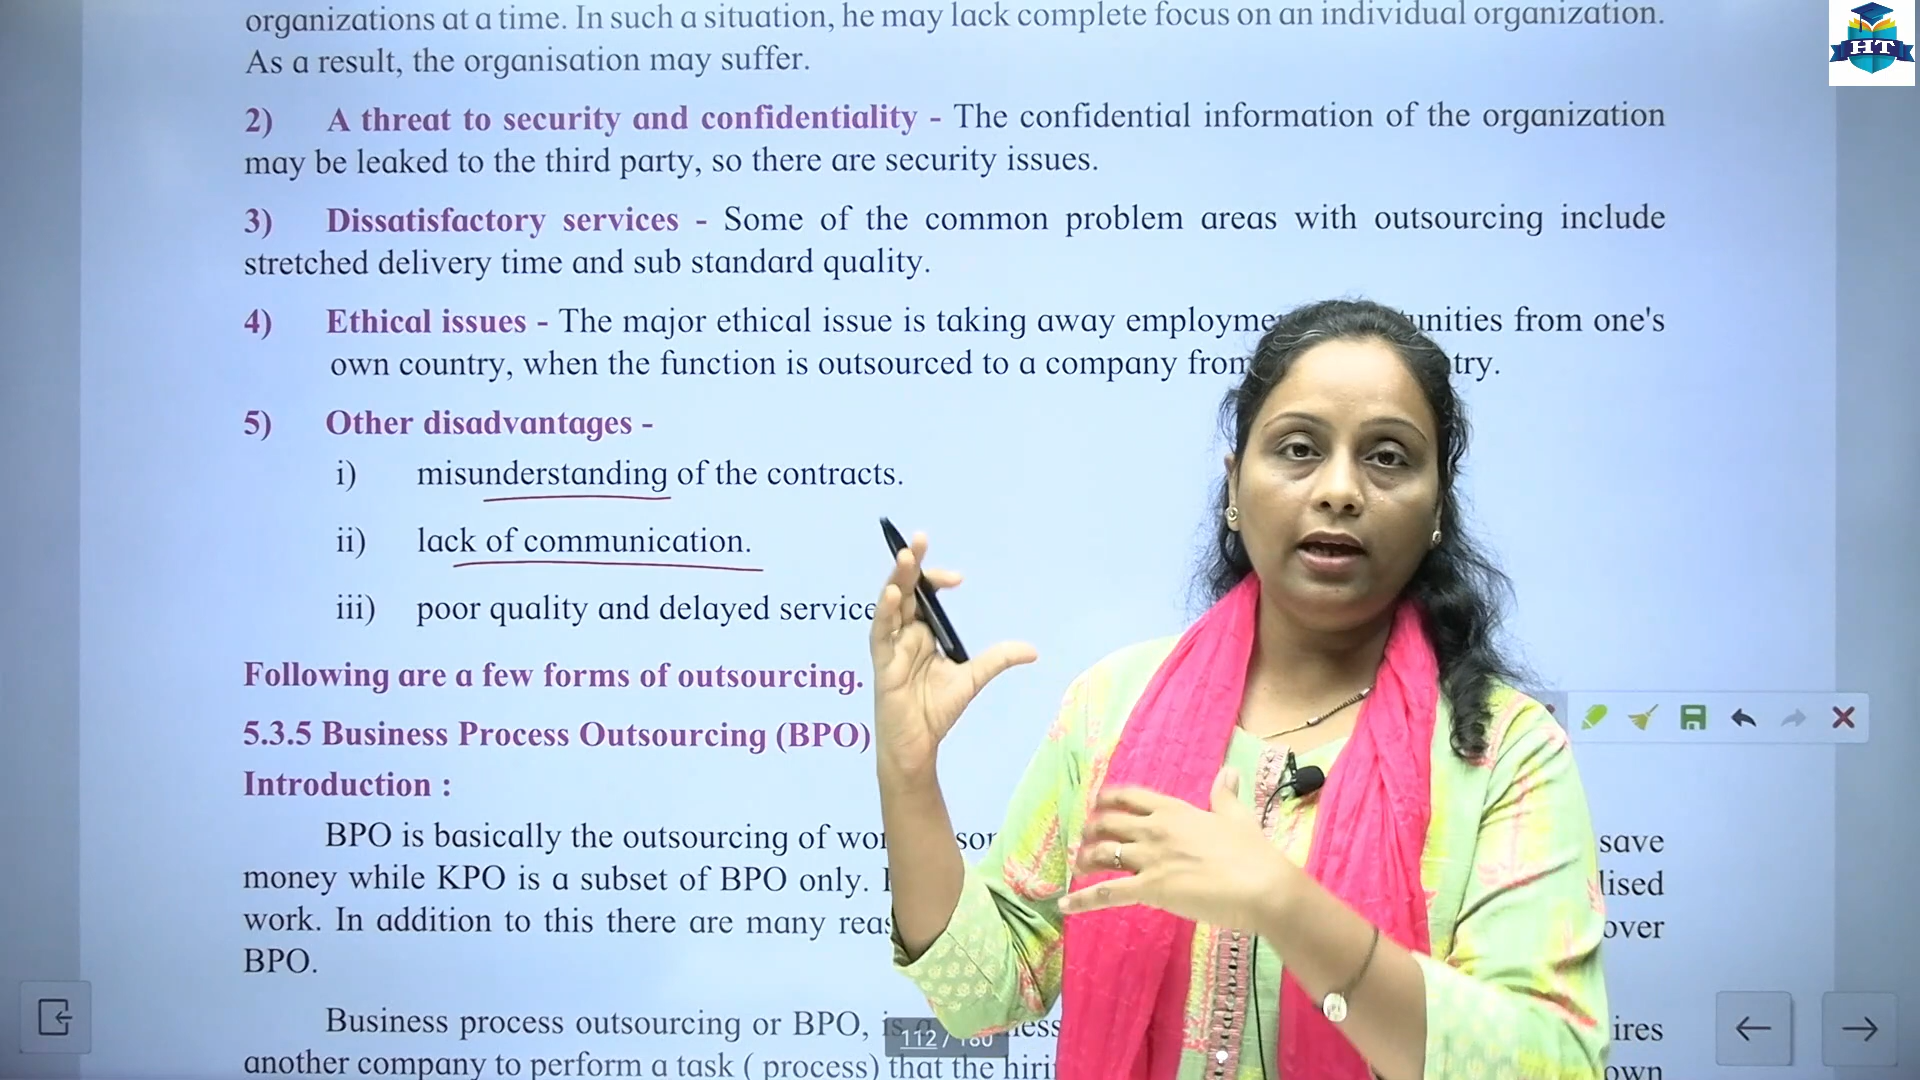 organizations at a time. In such a situation, he may lack complete focus on an individual organization.
As a result, the organisation may suffer.
2) A threat to security and confidentiality - The confidential information of the organization
may be leaked to the third party, so there are security issues.
3) Dissatisfactory services - Some of the common problem areas with outsourcing include
stretched delivery time and sub standard quality.
4) Ethical issues - The major ethical issue is taking away from one's
own country, when the function is outsourced to a company
5) Other disadvantages -
i) misunderstanding of the contracts.
ii) lack of communication.
iii) poor quality and delayed
Following are a few forms of outsourcing.
5.3.5 Business Process Outsourcing (BPO)
Introduction :
BPO is basically the outsourcing of save
money while KPO is a subset of BPO only.
work. In addition to this there are many over
BPO.
Business process outsourcing or BPO,
another company to perform a task ( process) that the own
112 /
HT